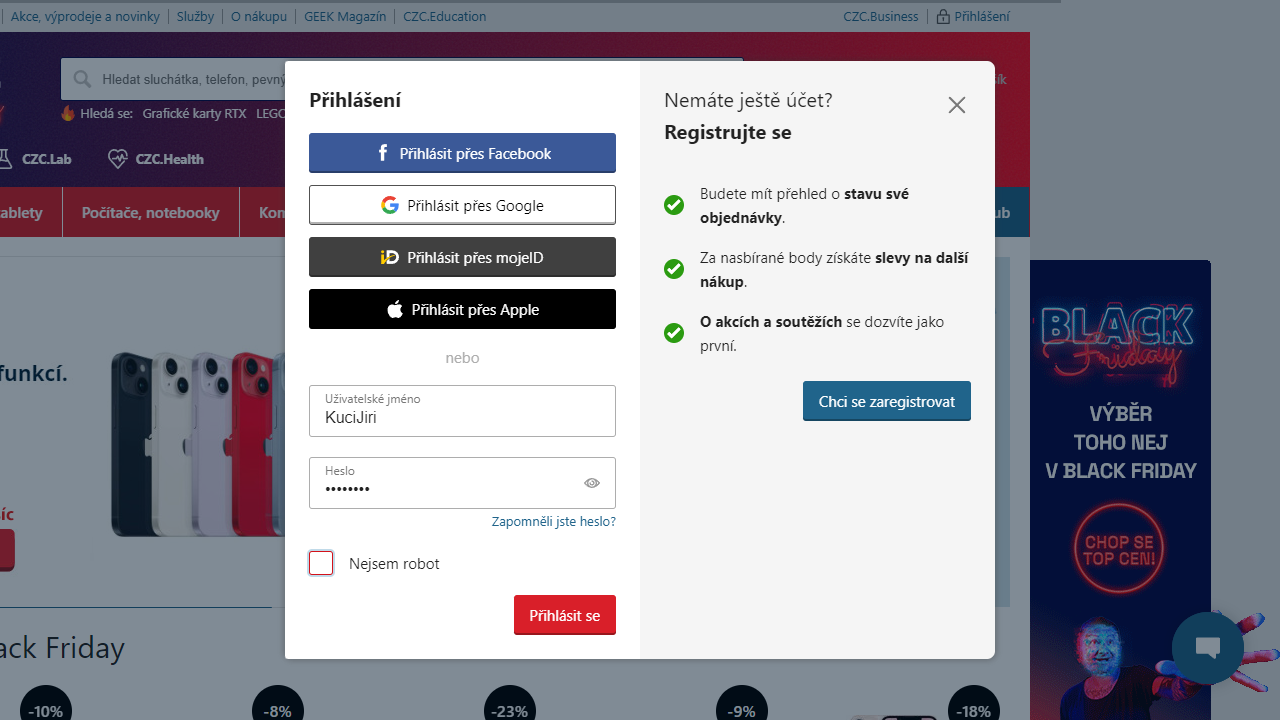 Akce, výprodeje a novinky
Služby
O nákupu
GEEK Magazín
CZC.Education
CZC.Business
Přihlášení
Hledat sluchátka, telefon, pevný
Hledá se:
Grafické karty RTX
CZC.Lab
CZC.Health
Počítače, notebooky
Přihlášení
Přihlásit přes Facebook
Přihlásit přes Google
Přihlásit přes mojeID
Přihlásit přes Apple
nebo
Uživatelské jméno
KuciJiri
Heslo
••••••••
Zapomněli jste heslo?
Nejsem robot
Přihlásit se
Nemáte ještě účet?
Registrujte se
Budete mít přehled o stavu své
objednávky.
Za nasbírané body získáte slevy na další
nákup.
O akcích a soutěžích se dozvíte jako
první.
Chci se zaregistrovat
funkcí.
BLACK
Friday
VÝBĚR
TOHO NEJ
V BLACK FRIDAY
CHOP SE
TOP CEN!
ack Friday
-10%
-8%
-23%
-9%
-18%